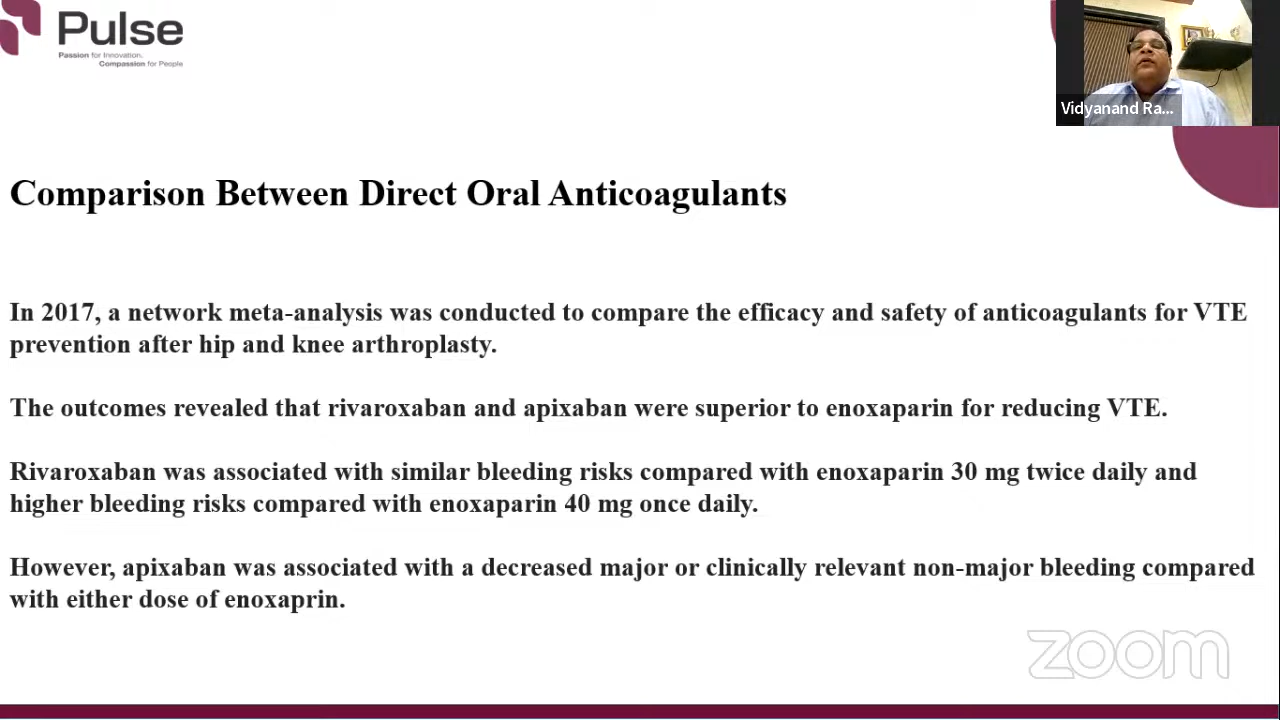 Pulse
Passion for Innovation.
Compassion for People
Vidyanand Ra...
Comparison Between Direct Oral Anticoagulants
In 2017, a network meta-analysis was conducted to compare the efficacy and safety of anticoagulants for VTE
prevention after hip and knee arthroplasty.
The outcomes revealed that rivaroxaban and apixaban were superior to enoxaparin for reducing VTE.
Rivaroxaban was associated with similar bleeding risks compared with enoxaparin 30 mg twice daily and
higher bleeding risks compared with enoxaparin 40 mg once daily.
However, apixaban was associated with a decreased major or clinically relevant non-major bleeding compared
with either dose of enoxaprin.
zoom